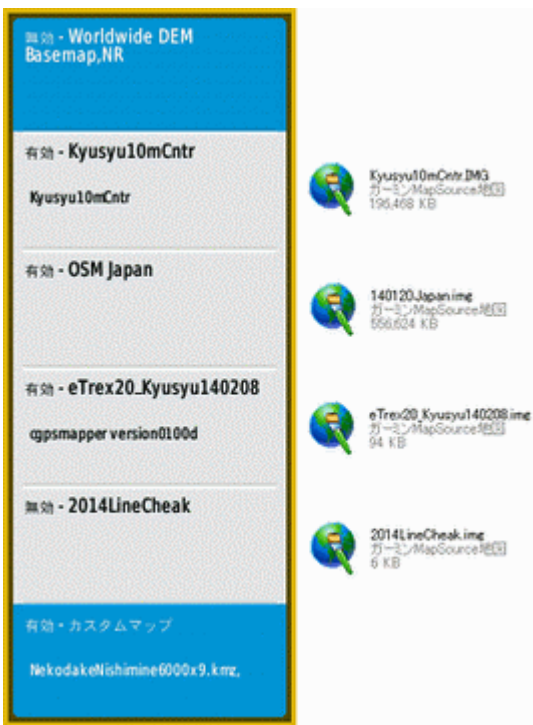 無効 - Worldwide DEM
Basemap,NR
有効 - Kyusyu10mCntr
Kyusyu10mCntr
有効 - OSM Japan
有効 - eTrex20_Kyusyu140208
cgpsmapper version0100d
無効 - 2014LineCheak
有効 - カスタムマップ
NekodakeNishimine6000x9.kmz,
Kyusyu10mCntr.IMG
ガーミンMapSource地図
196,468 KB
140120Japan.img
ガーミンMapSource地図
556,624 KB
eTrex20_Kyusyu140208.img
ガーミンMapSource地図
94 KB
2014LineCheak.img
ガーミンMapSource地図
6 KB